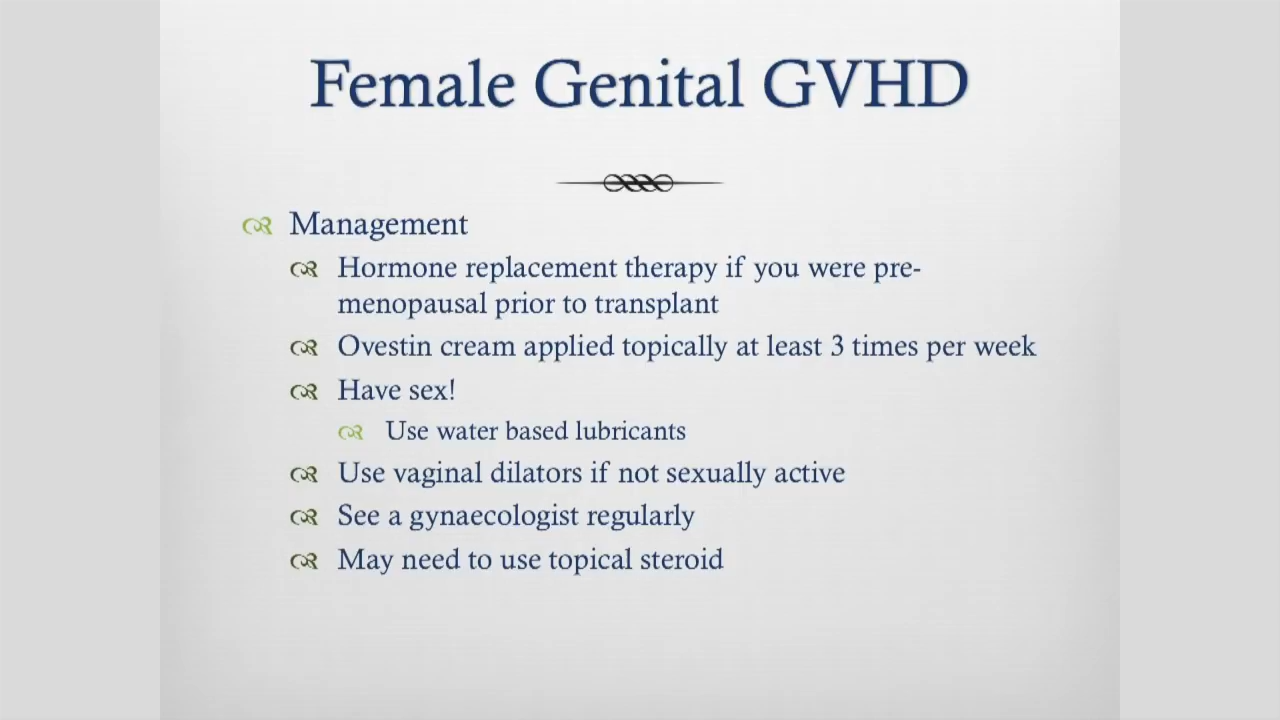 Female Genital GVHD
Management
Hormone replacement therapy if you were pre-
menopausal prior to transplant
Ovestin cream applied topically at least 3 times per week
Have sex!
Use water based lubricants
Use vaginal dilators if not sexually active
See a gynaecologist regularly
May need to use topical steroid